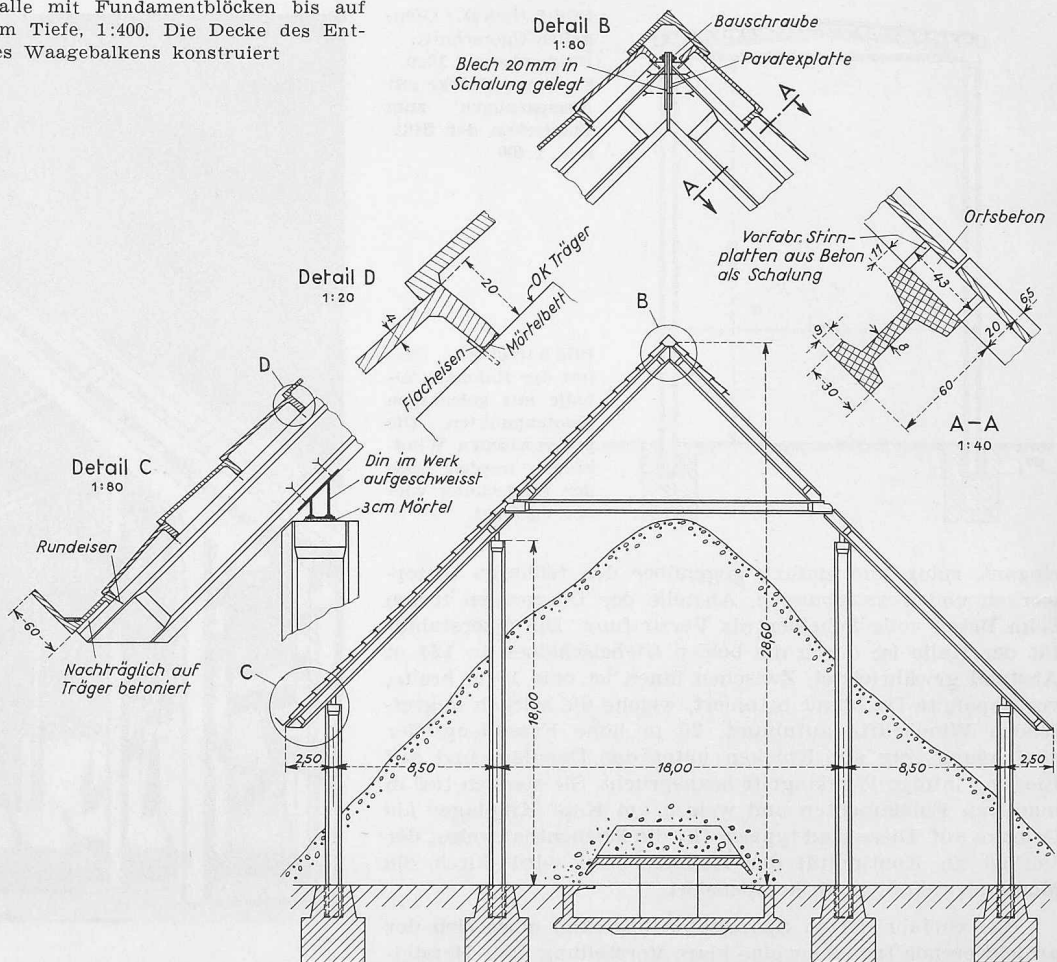 alle mit Fundamentblöcken bis auf
m Tiefe, 1:400. Die Decke des Ent-
es Waagebalkens konstruiert
Detail B
1:80
Bauschraube
Blech 20mm in
Schalung gelegt
Pavatexplatte
A
A
Ortsbeton
Vorfabr. Stirn-
platten aus Beton
als Schalung
11
43
65
20
9
8
30
60
A–A
1:40
Detail D
1:20
20
OK Träger
4
Mörtelbett
Flacheisen
B
D
Detail C
1:80
Din im Werk
aufgeschweisst
3cm Mörtel
Rundeisen
60
Nachträglich auf
Träger betoniert
C
28,60
18,00
2,50
8,50
18,00
8,50
2,50